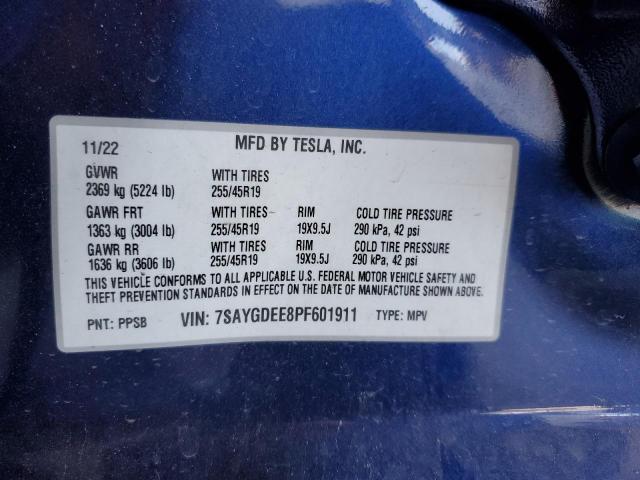 11/22 MFD BY TESLA, INC.
GVWR WITH TIRES
2369 kg (5224 lb) 255/45R19
GAWR FRT WITH TIRES RIM COLD TIRE PRESSURE
1363 kg (3004 lb) 255/45R19 19X9.5J 290 kPa, 42 psi
GAWR RR WITH TIRES RIM COLD TIRE PRESSURE
1636 kg (3606 lb) 255/45R19 19X9.5J 290 kPa, 42 psi
THIS VEHICLE CONFORMS TO ALL APPLICABLE U.S. FEDERAL MOTOR VEHICLE SAFETY AND
THEFT PREVENTION STANDARDS IN EFFECT ON THE DATE OF MANUFACTURE SHOWN ABOVE.
PNT: PPSB VIN: 7SAYGDEE8PF601911 TYPE: MPV